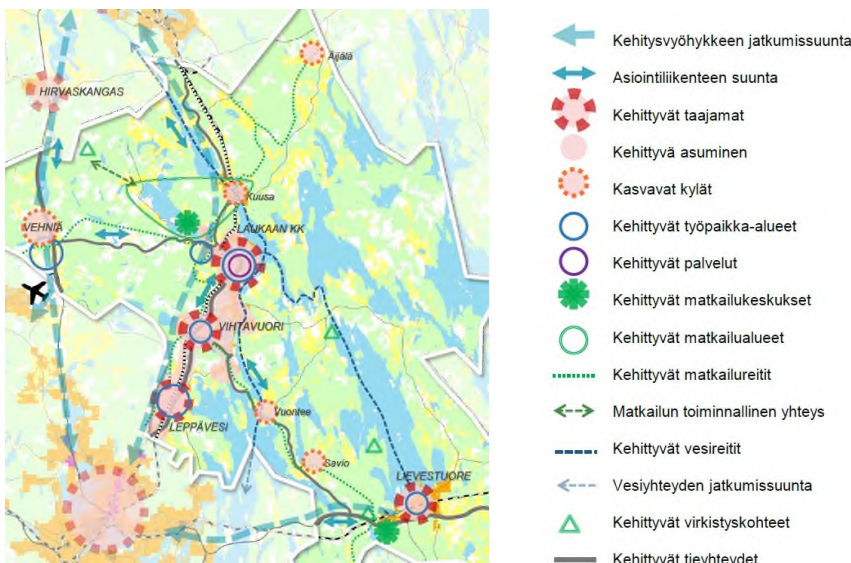 Äijälä
HIRVASKANGAS
Kuusa
VEHNIÄ
LAUKAAN KK
VIHTAVUORI
LEPPÄVESI
Vuontee
Savio
LIEVESTUORE
Kehitysvyöhykkeen jatkumissuunta
Asiointiliikenteen suunta
Kehittyvät taajamat
Kehittyvä asuminen
Kasvavat kylät
Kehittyvät työpaikka-alueet
Kehittyvät palvelut
Kehittyvät matkailukeskukset
Kehittyvät matkailualueet
Kehittyvät matkailureitit
Matkailun toiminnallinen yhteys
Kehittyvät vesireitit
Vesiyhteyden jatkumissuunta
Kehittyvät virkistyskohteet
Kehittyvät tieyhteydet